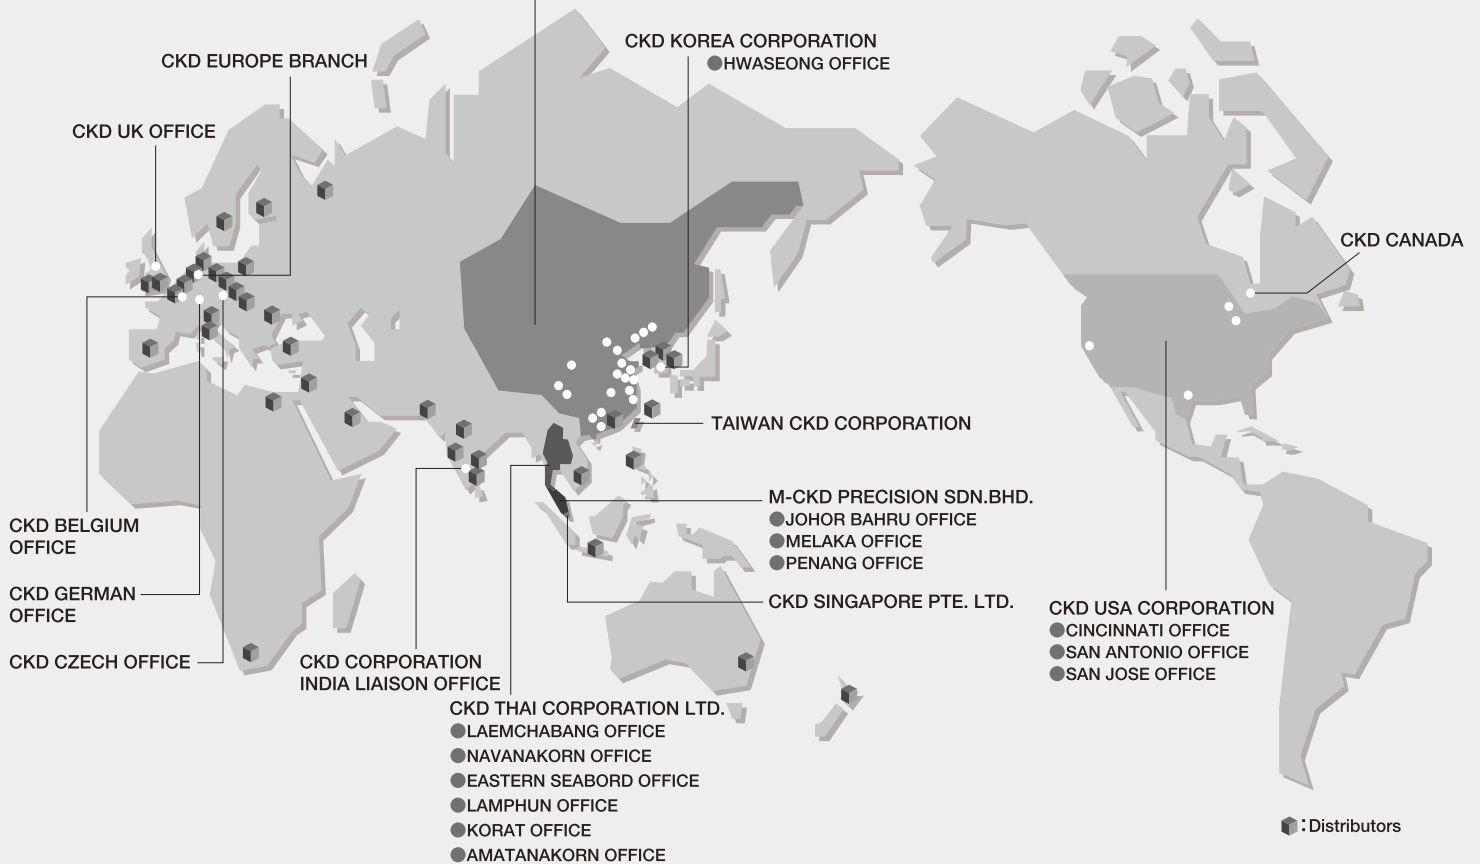 CKD KOREA CORPORATION
HWASEONG OFFICE
CKD EUROPE BRANCH
CKD UK OFFICE
CKD CANADA
TAIWAN CKD CORPORATION
M-CKD PRECISION SDN.BHD.
JOHOR BAHRU OFFICE
MELAKA OFFICE
PENANG OFFICE
CKD BELGIUM
OFFICE
CKD GERMAN
OFFICE
CKD SINGAPORE PTE. LTD.
CKD USA CORPORATION
CINCINNATI OFFICE
SAN ANTONIO OFFICE
SAN JOSE OFFICE
CKD CZECH OFFICE
CKD CORPORATION
INDIA LIAISON OFFICE
CKD THAI CORPORATION LTD.
LAEMCHABANG OFFICE
NAVANAKORN OFFICE
EASTERN SEABORD OFFICE
LAMPHUN OFFICE
KORAT OFFICE
AMATANAKORN OFFICE
: Distributors